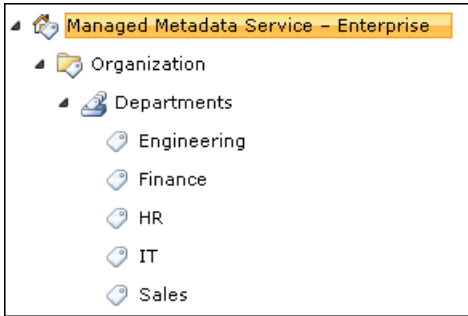 Managed Metadata Service – Enterprise
Organization
Departments
Engineering
Finance
HR
IT
Sales